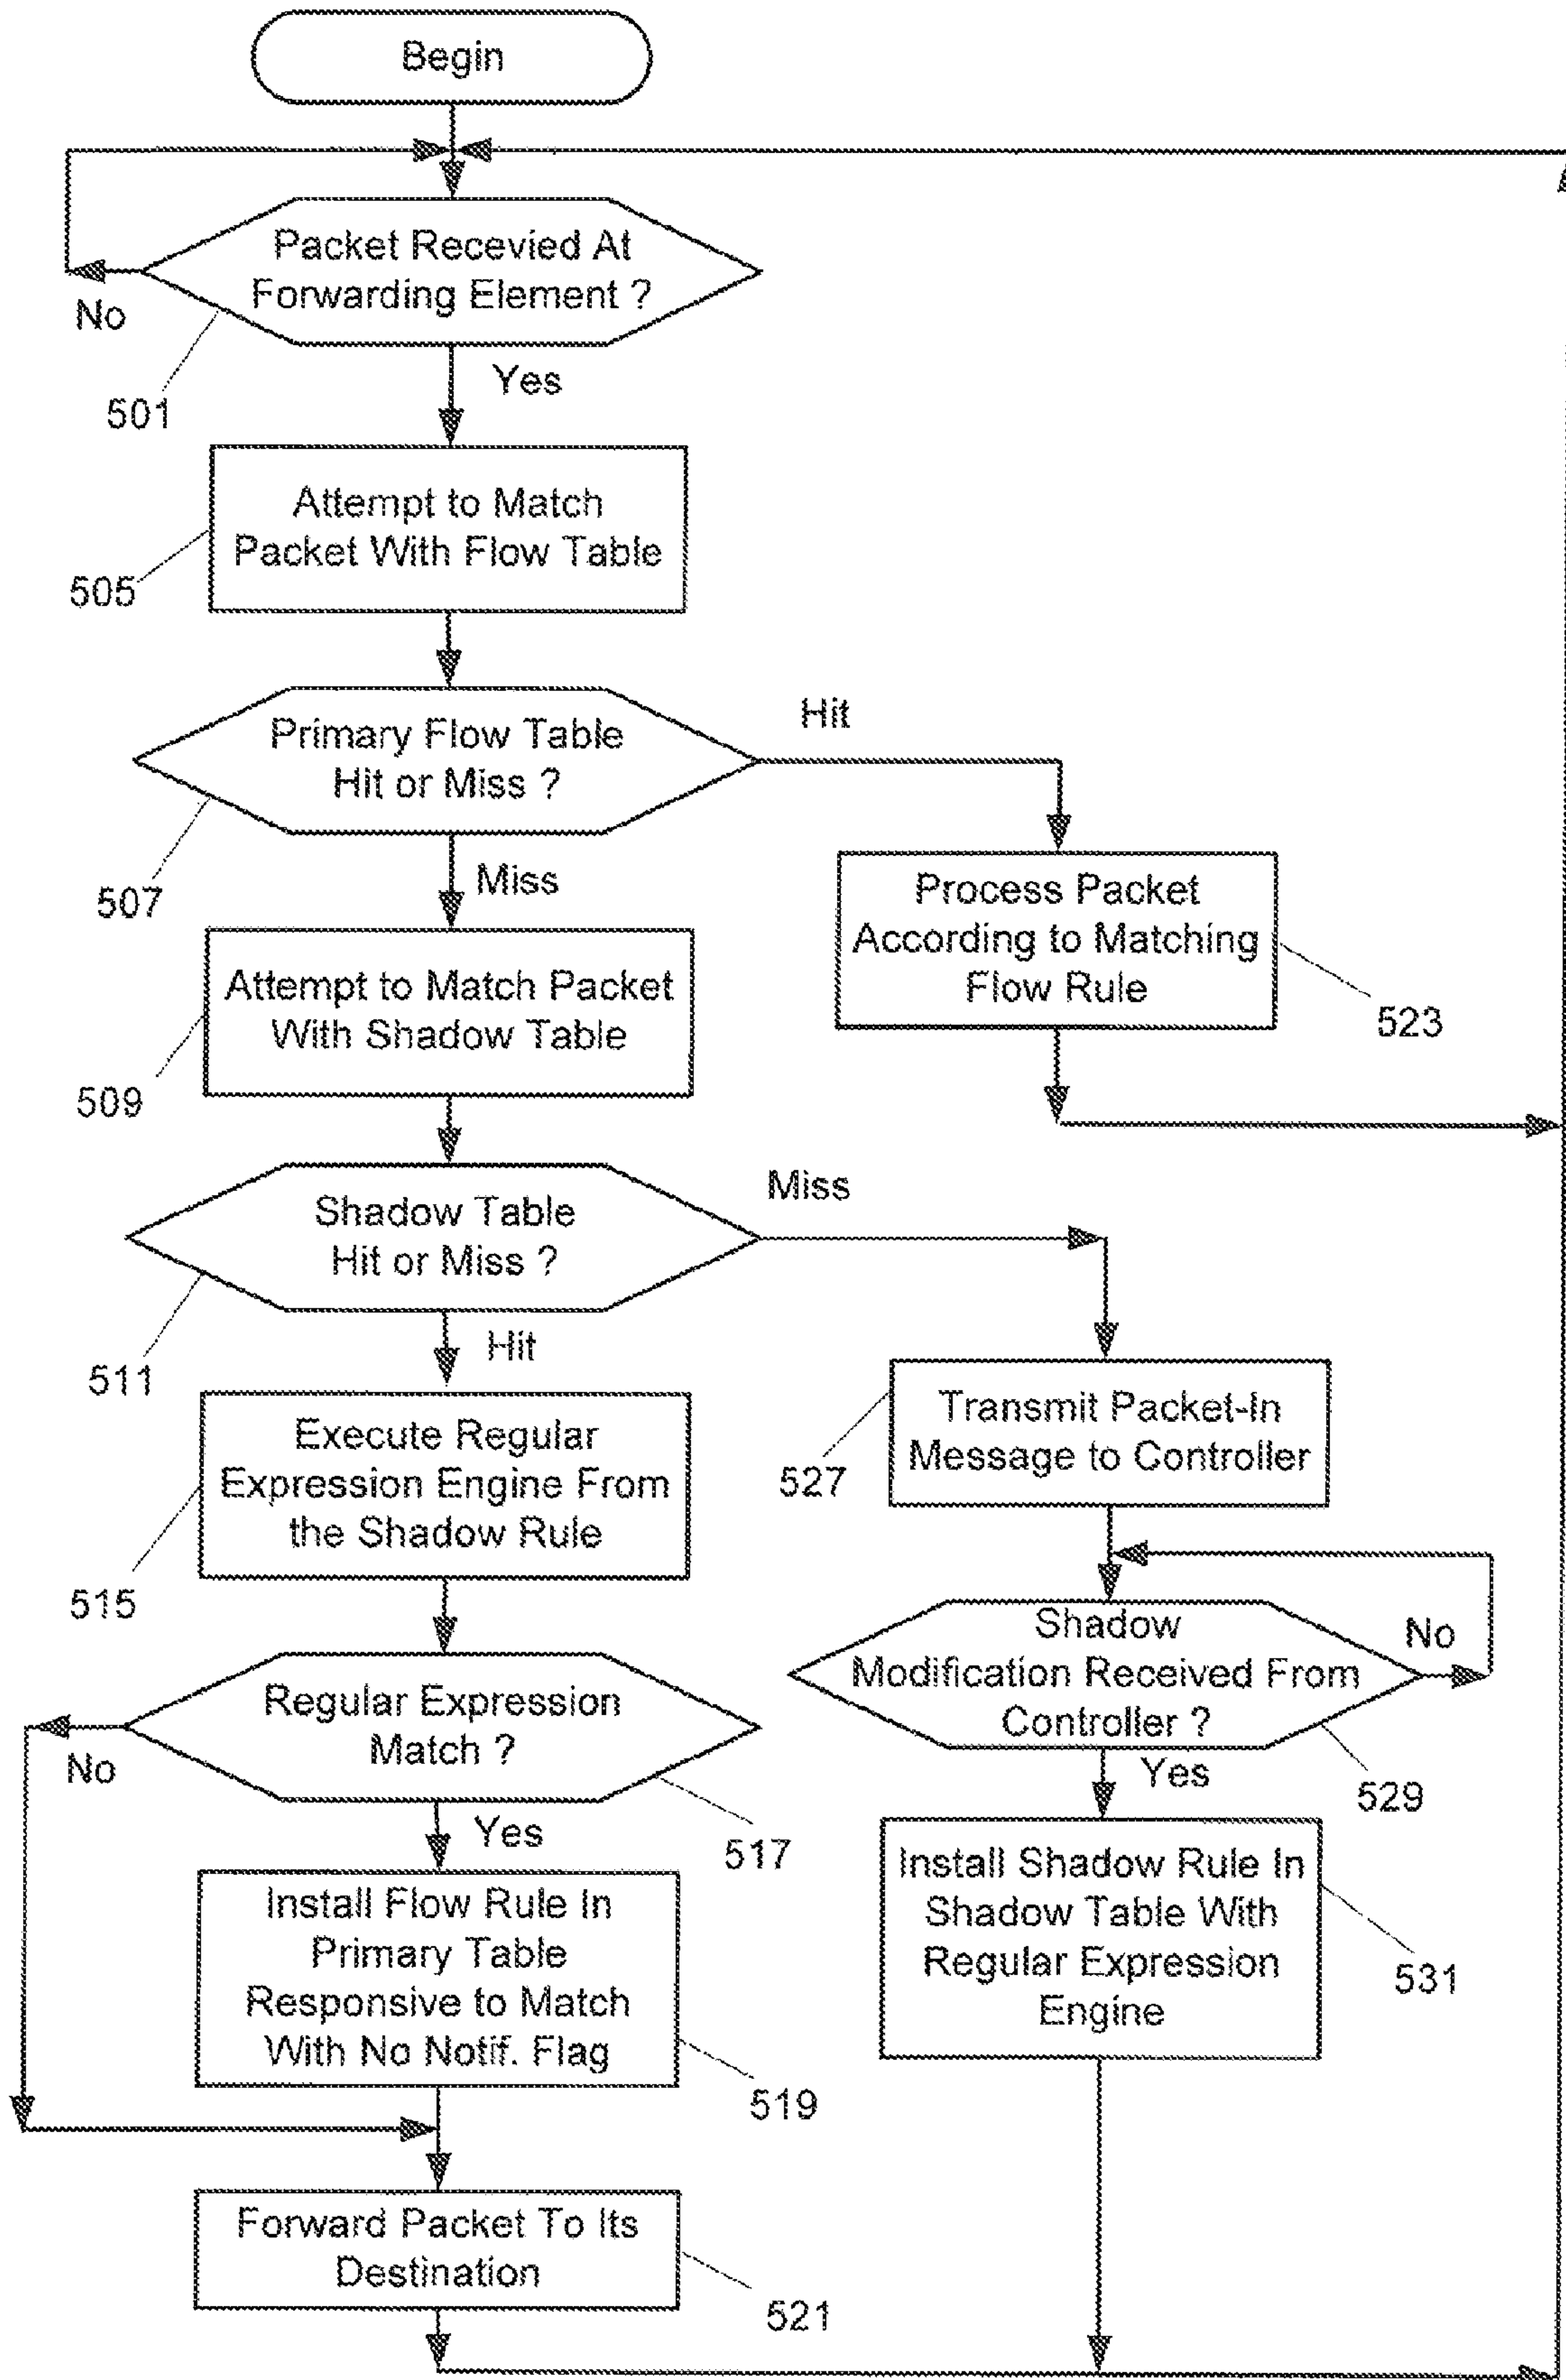 Begin
Packet Recevied At
Forwarding Element ?
No
501
Yes
Attempt to Match
Packet With Flow Table
505
Primary Flow Table
Hit or Miss ?
Hit
507
Miss
Process Packet
According to Matching
Flow Rule
523
Attempt to Match Packet
With Shadow Table
509
Shadow Table
Hit or Miss ?
Miss
511
Hit
Execute Regular
Expression Engine From
the Shadow Rule
515
Transmit Packet-In
Message to Controller
527
Shadow
Modification Received From
Controller ?
No
Yes
529
Regular Expression
Match ?
No
Yes
517
Install Flow Rule In
Primary Table
Responsive to Match
With No Notif. Flag
519
Install Shadow Rule In
Shadow Table With
Regular Expression
Engine
531
Forward Packet To Its
Destination
521